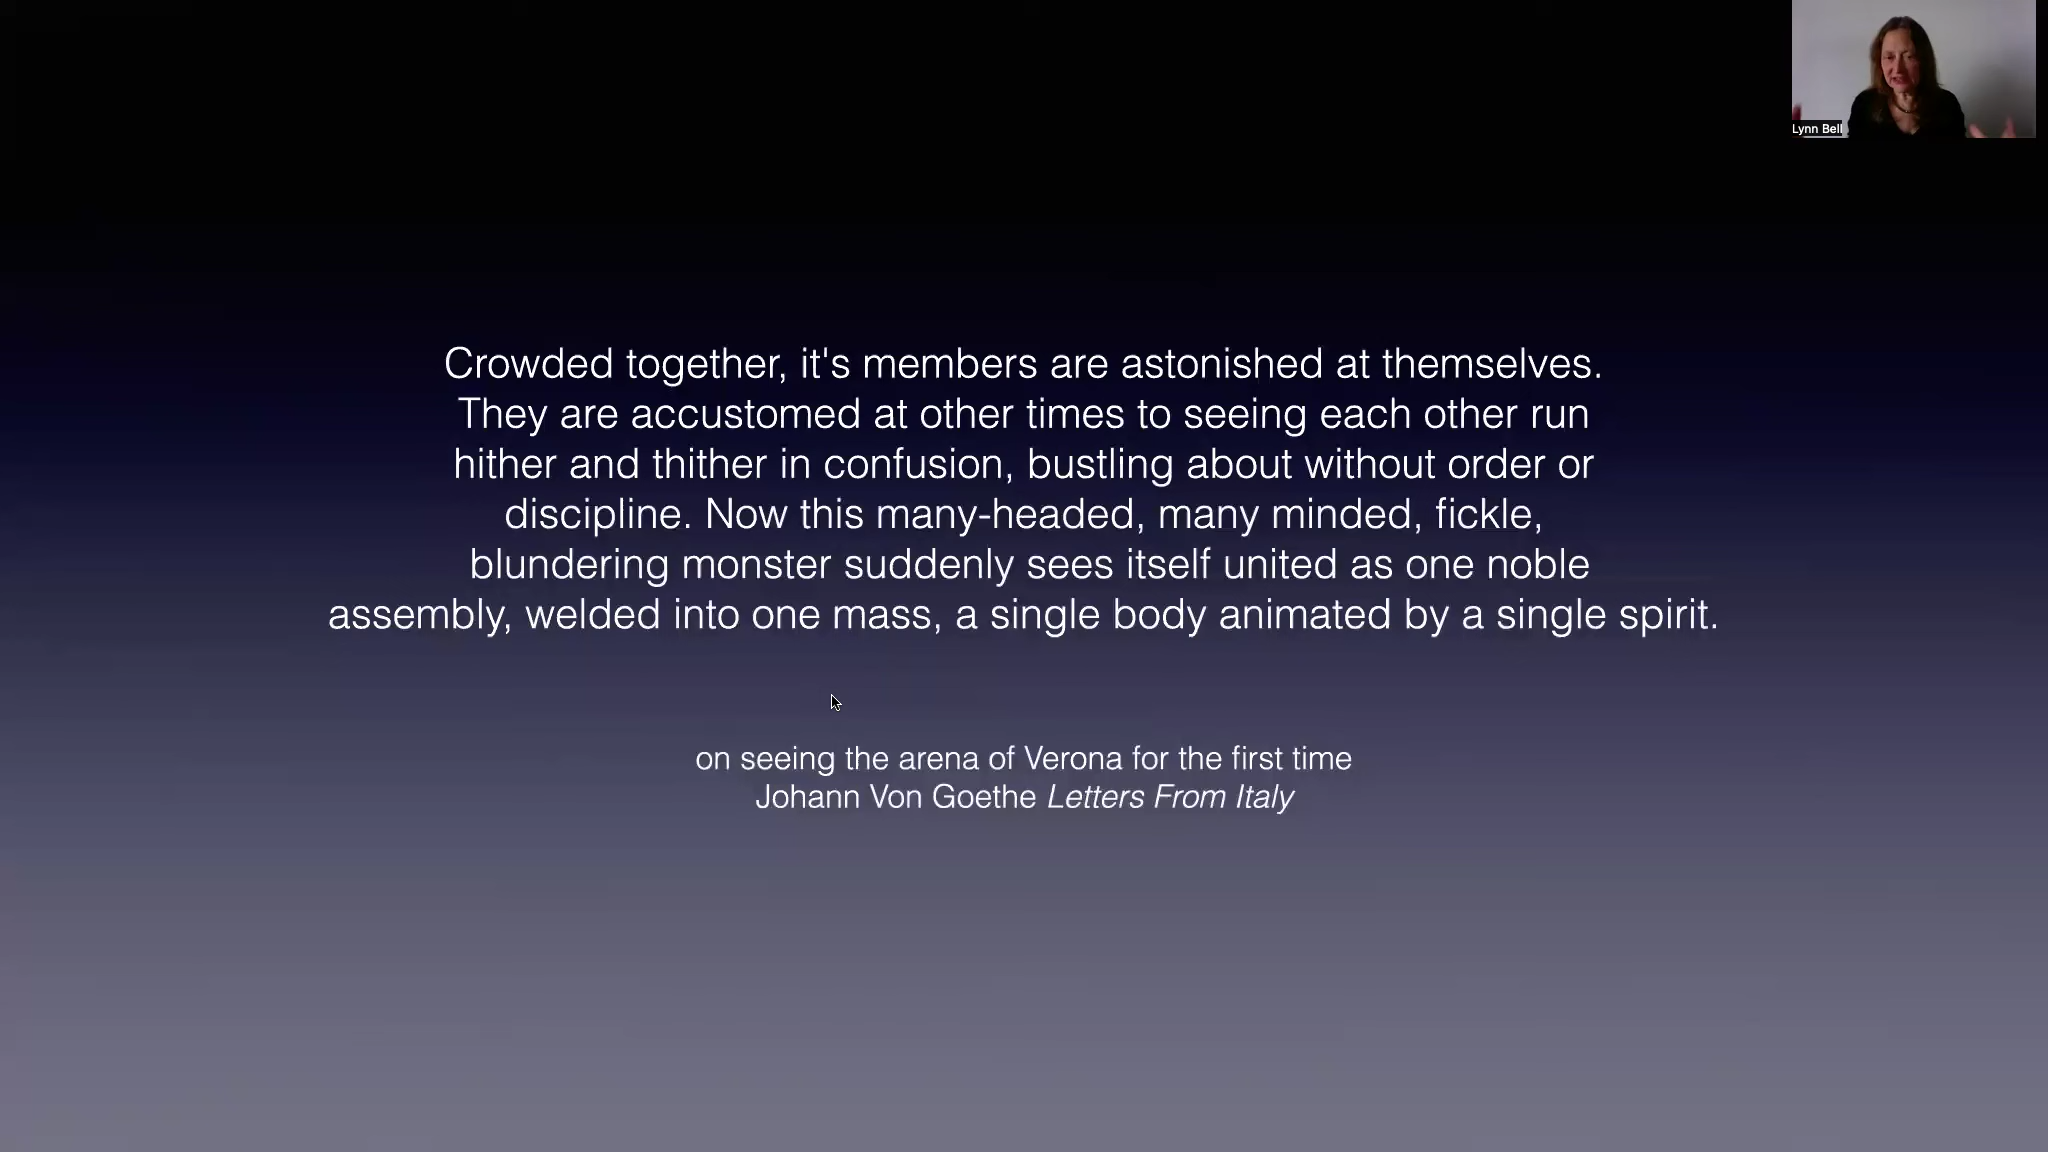 Lynn Bell
Crowded together, it's members are astonished at themselves.
They are accustomed at other times to seeing each other run
hither and thither in confusion, bustling about without order or
discipline. Now this many-headed, many minded, fickle,
blundering monster suddenly sees itself united as one noble
assembly, welded into one mass, a single body animated by a single spirit.
on seeing the arena of Verona for the first time
Johann Von Goethe Letters From Italy